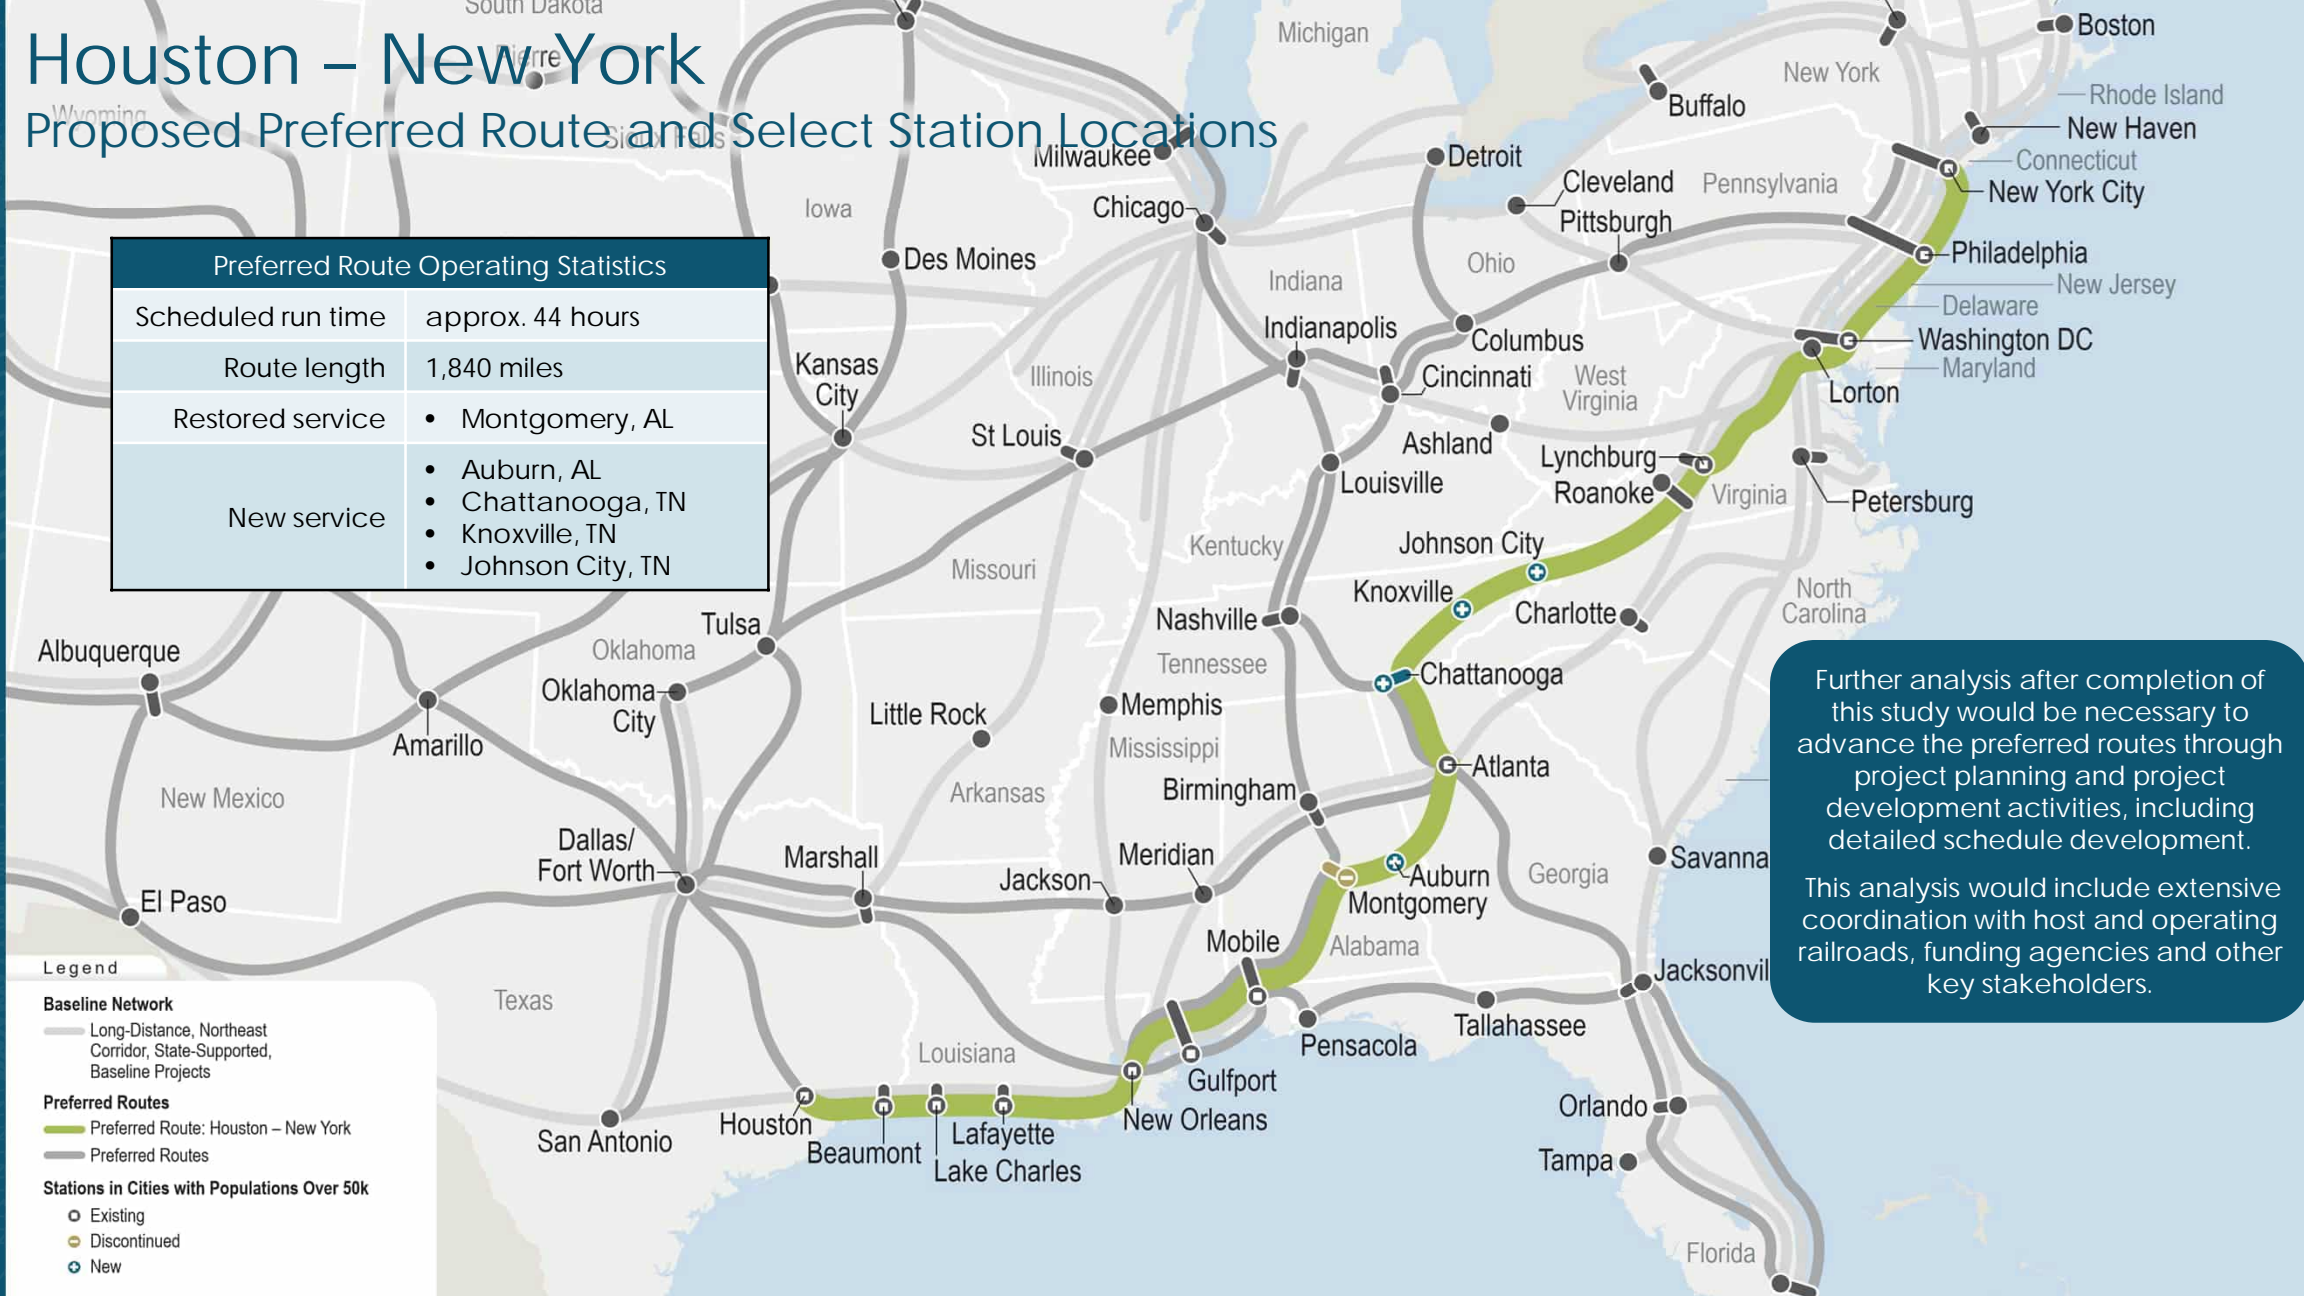 Houston – New York
Proposed Preferred Route and Select Station Locations
South Dakota
Pierre
Wyoming
Sioux Falls
Michigan
Boston
New York
Rhode Island
Buffalo
New Haven
Milwaukee
Detroit
Connecticut
Cleveland
Pennsylvania
New York City
Chicago
Iowa
Pittsburgh
Philadelphia
Des Moines
Ohio
Indiana
New Jersey
Delaware
Indianapolis
Columbus
Washington DC
Maryland
Preferred Route Operating Statistics
Scheduled run time approx. 44 hours
Route length 1,840 miles
Restored service • Montgomery, AL
New service
• Auburn, AL
• Chattanooga, TN
• Knoxville, TN
• Johnson City, TN
Kansas
City
Illinois
Cincinnati
West
Virginia
Lorton
St Louis
Ashland
Lynchburg
Louisville
Roanoke
Virginia
Petersburg
Johnson City
Kentucky
Missouri
Knoxville
North
Carolina
Charlotte
Nashville
Tulsa
Oklahoma
Albuquerque
Tennessee
Chattanooga
Oklahoma
City
Little Rock
Memphis
Amarillo
Mississippi
Atlanta
New Mexico
Arkansas
Birmingham
Dallas/
Fort Worth
Marshall
Meridian
Jackson
Auburn
Georgia
Savanna
Montgomery
El Paso
Mobile
Alabama
Jacksonvil
Texas
Tallahassee
Louisiana
Pensacola
Gulfport
Houston
New Orleans
Orlando
San Antonio
Beaumont
Lafayette
Lake Charles
Tampa
Florida
Further analysis after completion of
this study would be necessary to
advance the preferred routes through
project planning and project
development activities, including
detailed schedule development.
This analysis would include extensive
coordination with host and operating
railroads, funding agencies and other
key stakeholders.
Legend
Baseline Network
Long-Distance, Northeast
Corridor, State-Supported,
Baseline Projects
Preferred Routes
Preferred Route: Houston – New York
Preferred Routes
Stations in Cities with Populations Over 50k
Existing
Discontinued
New